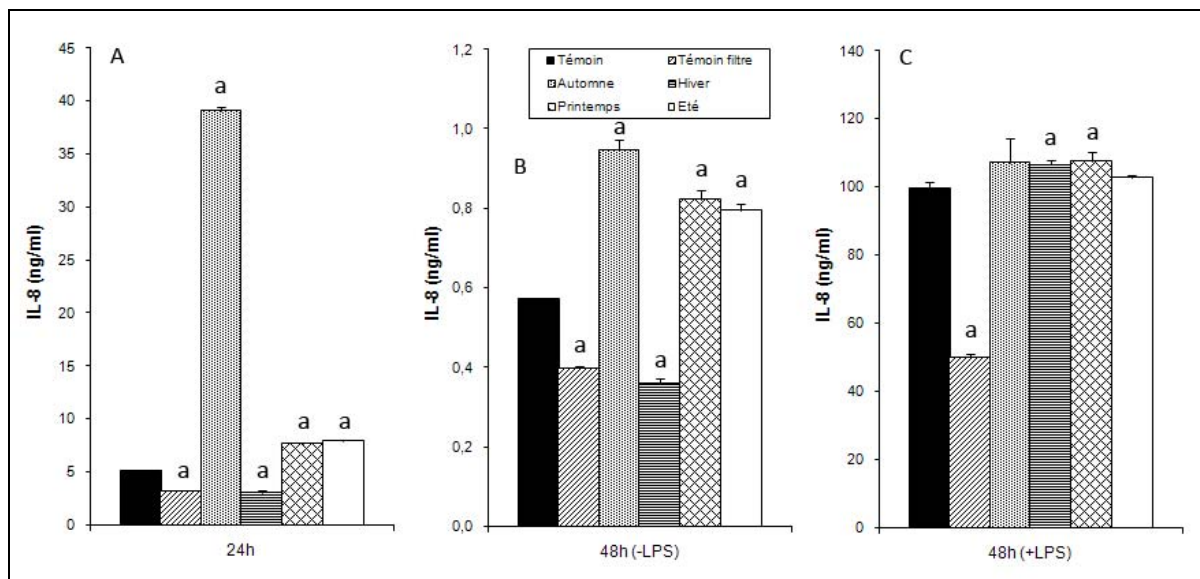 A
IL-8 (ng/ml)
45
40
35
30
25
20
15
10
5
0
a
a
a
a
a
24h
B
IL-8 (ng/ml)
1,2
1,0
0,8
0,6
0,4
0,2
0,0
Témoin
Témoin filtre
Automne
Hiver
Printemps
Eté
a
a
a
a
a
48h (-LPS)
C
IL-8 (ng/ml)
140
120
100
80
60
40
20
0
a
a
a
48h (+LPS)